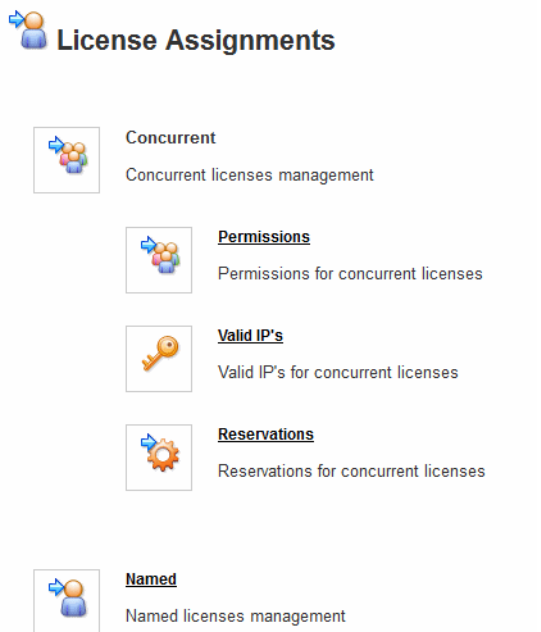 License Assignments
Concurrent
Concurrent licenses management
Permissions
Permissions for concurrent licenses
Valid IP's
Valid IP's for concurrent licenses
Reservations
Reservations for concurrent licenses
Named
Named licenses management